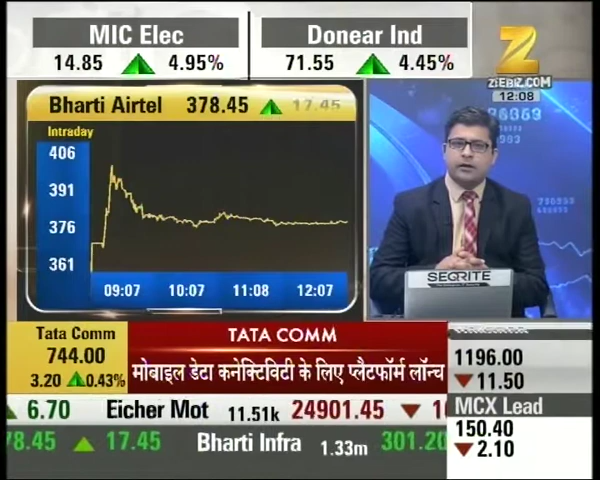 MIC Elec
14.85 4.95%
Donear Ind
71.55 4.45%
Z
ZEEBIZ.COM
12:08
Bharti Airtel 378.45 17.45
Intraday
406
391
376
361
09:07 10:07 11:08 12:07
SEQRITE
Tata Comm
744.00
3.20 0.43%
TATA COMM
मोबाइल डेटा कनेक्टिविटी के लिए प्लैटफॉर्म लॉन्च
1196.00
11.50
MCX Lead
150.40
2.10
6.70 Eicher Mot 11.51k 24901.45
78.45 17.45 Bharti Infra 1.33m 301.20